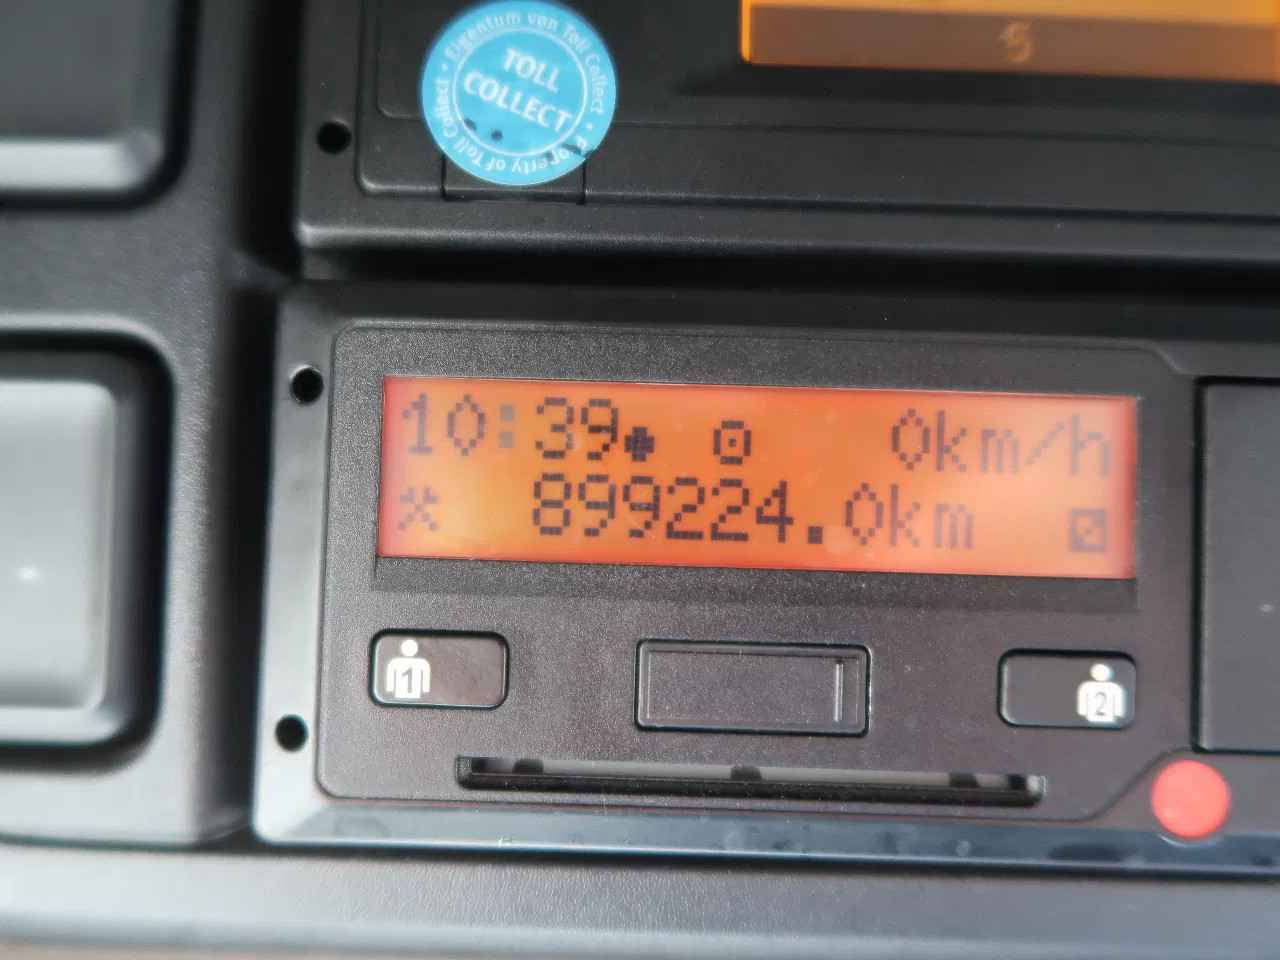 Eigentum von Toll Collect • Property of Toll Collect •
TOLL
COLLECT
10:39 0km/h
899224.0km
1
2